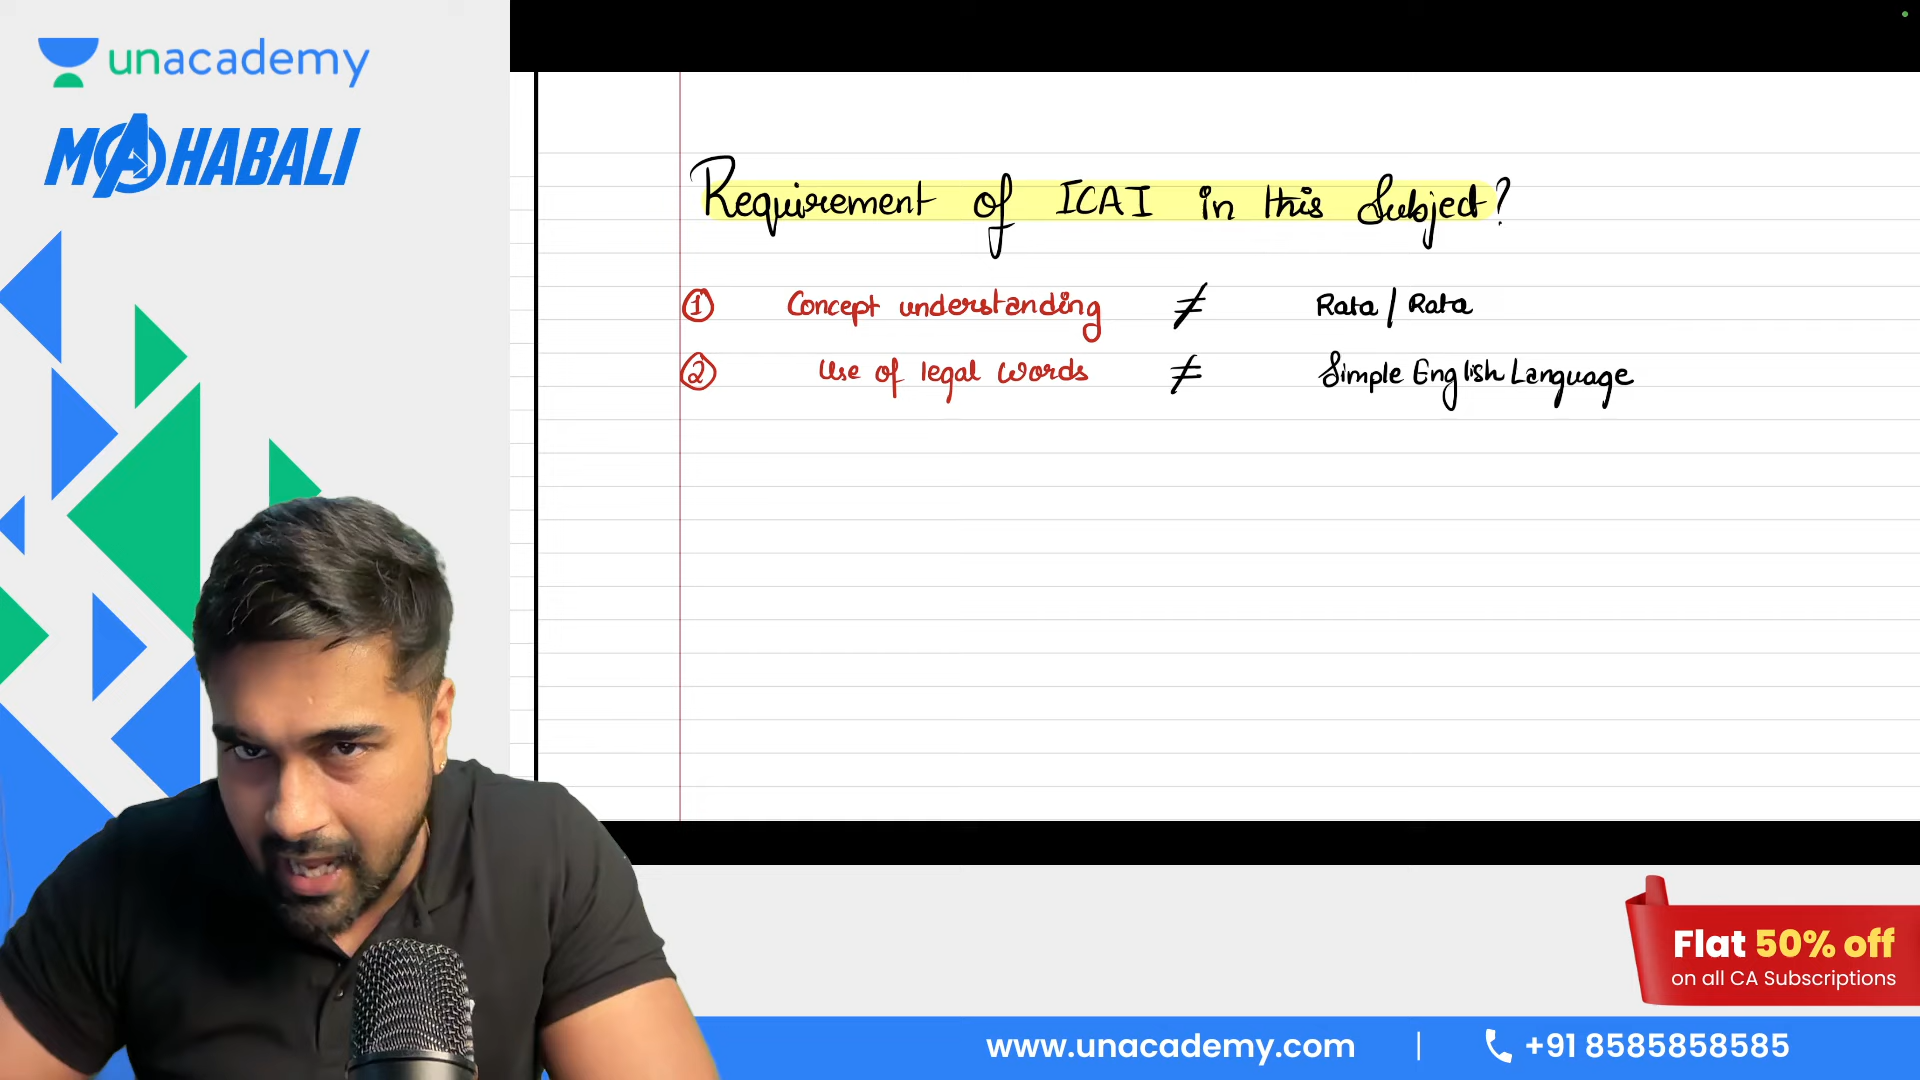 unacademy
MAHABALI
Requirement of ICAI in this Subject?
① Concept understanding ≠ Rata / Rata
② Use of legal words ≠ Simple English Language
Flat 50% off
on all CA Subscriptions
www.unacademy.com | +91 8585858585